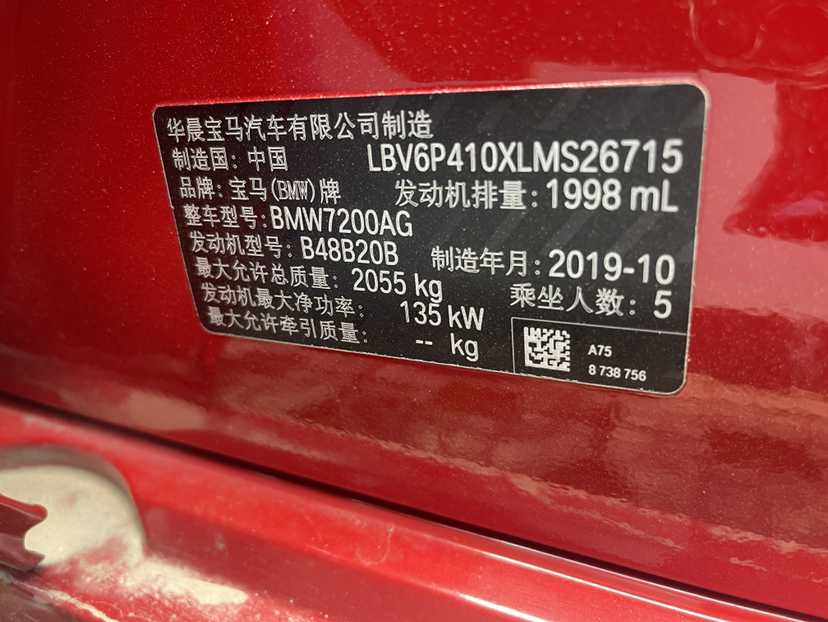 华晨宝马汽车有限公司制造
制造国: 中国 LBV6P410XLMS26715
品牌: 宝马(BMW)牌 发动机排量: 1998 mL
整车型号: BMW7200AG
发动机型号: B48B20B 制造年月: 2019-10
最大允许总质量: 2055 kg 乘坐人数: 5
发动机最大净功率: 135 kW
最大允许牵引质量: -- kg
A75
8 738 756